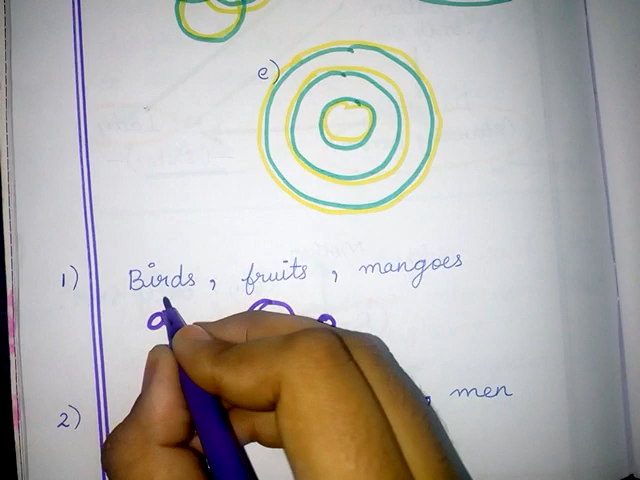 e)
1) Birds, fruits, mangoes
2) , men